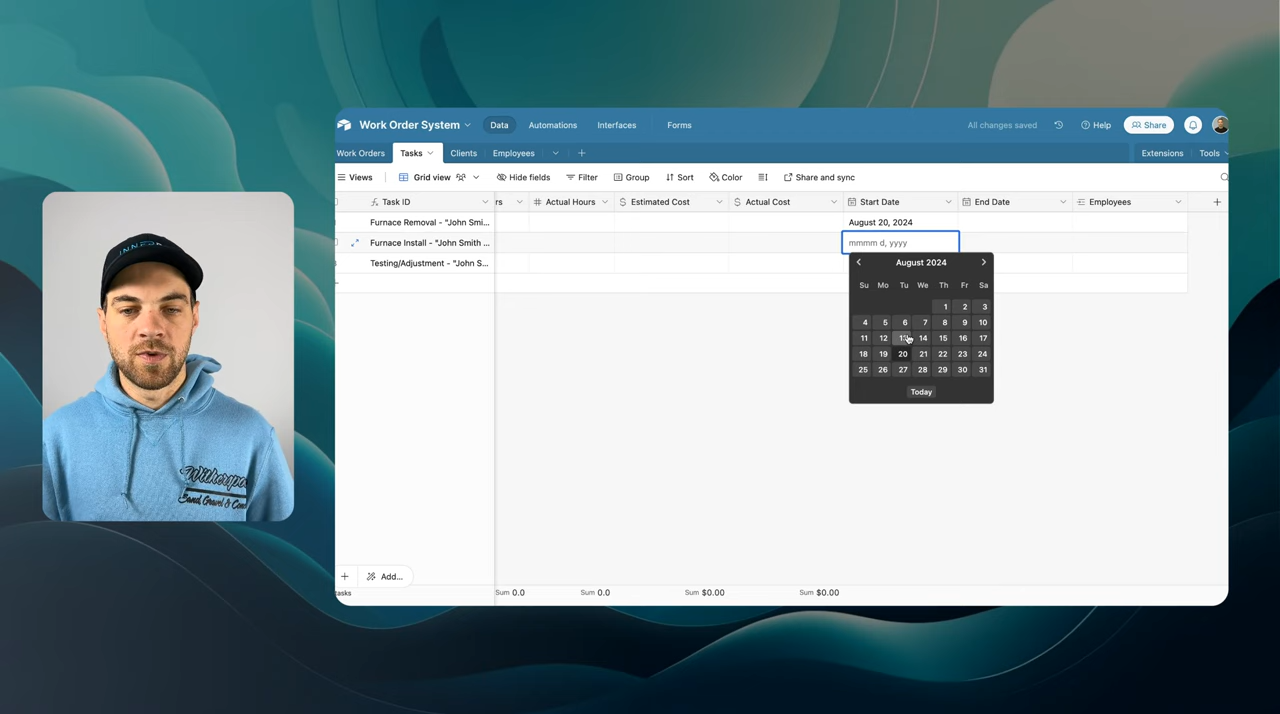 Work Order System Data Automations Interfaces Forms All changes saved Help Share
Work Orders Tasks Clients Employees Extensions Tools
Views Grid view Hide fields Filter Group Sort Color Share and sync
Task ID rs Actual Hours Estimated Cost Actual Cost Start Date End Date Employees
Furnace Removal - "John Smi... August 20, 2024
Furnace Install - "John Smith ... mmmm d, yyyy
Testing/Adjustment - "John S...
August 2024
Su Mo Tu We Th Fr Sa
1 2 3
4 5 6 7 8 9 10
11 12 13 14 15 16 17
18 19 20 21 22 23 24
25 26 27 28 29 30 31
Today
Add...
tasks Sum 0.0 Sum 0.0 Sum $0.00 Sum $0.00
Sand, Gravel &